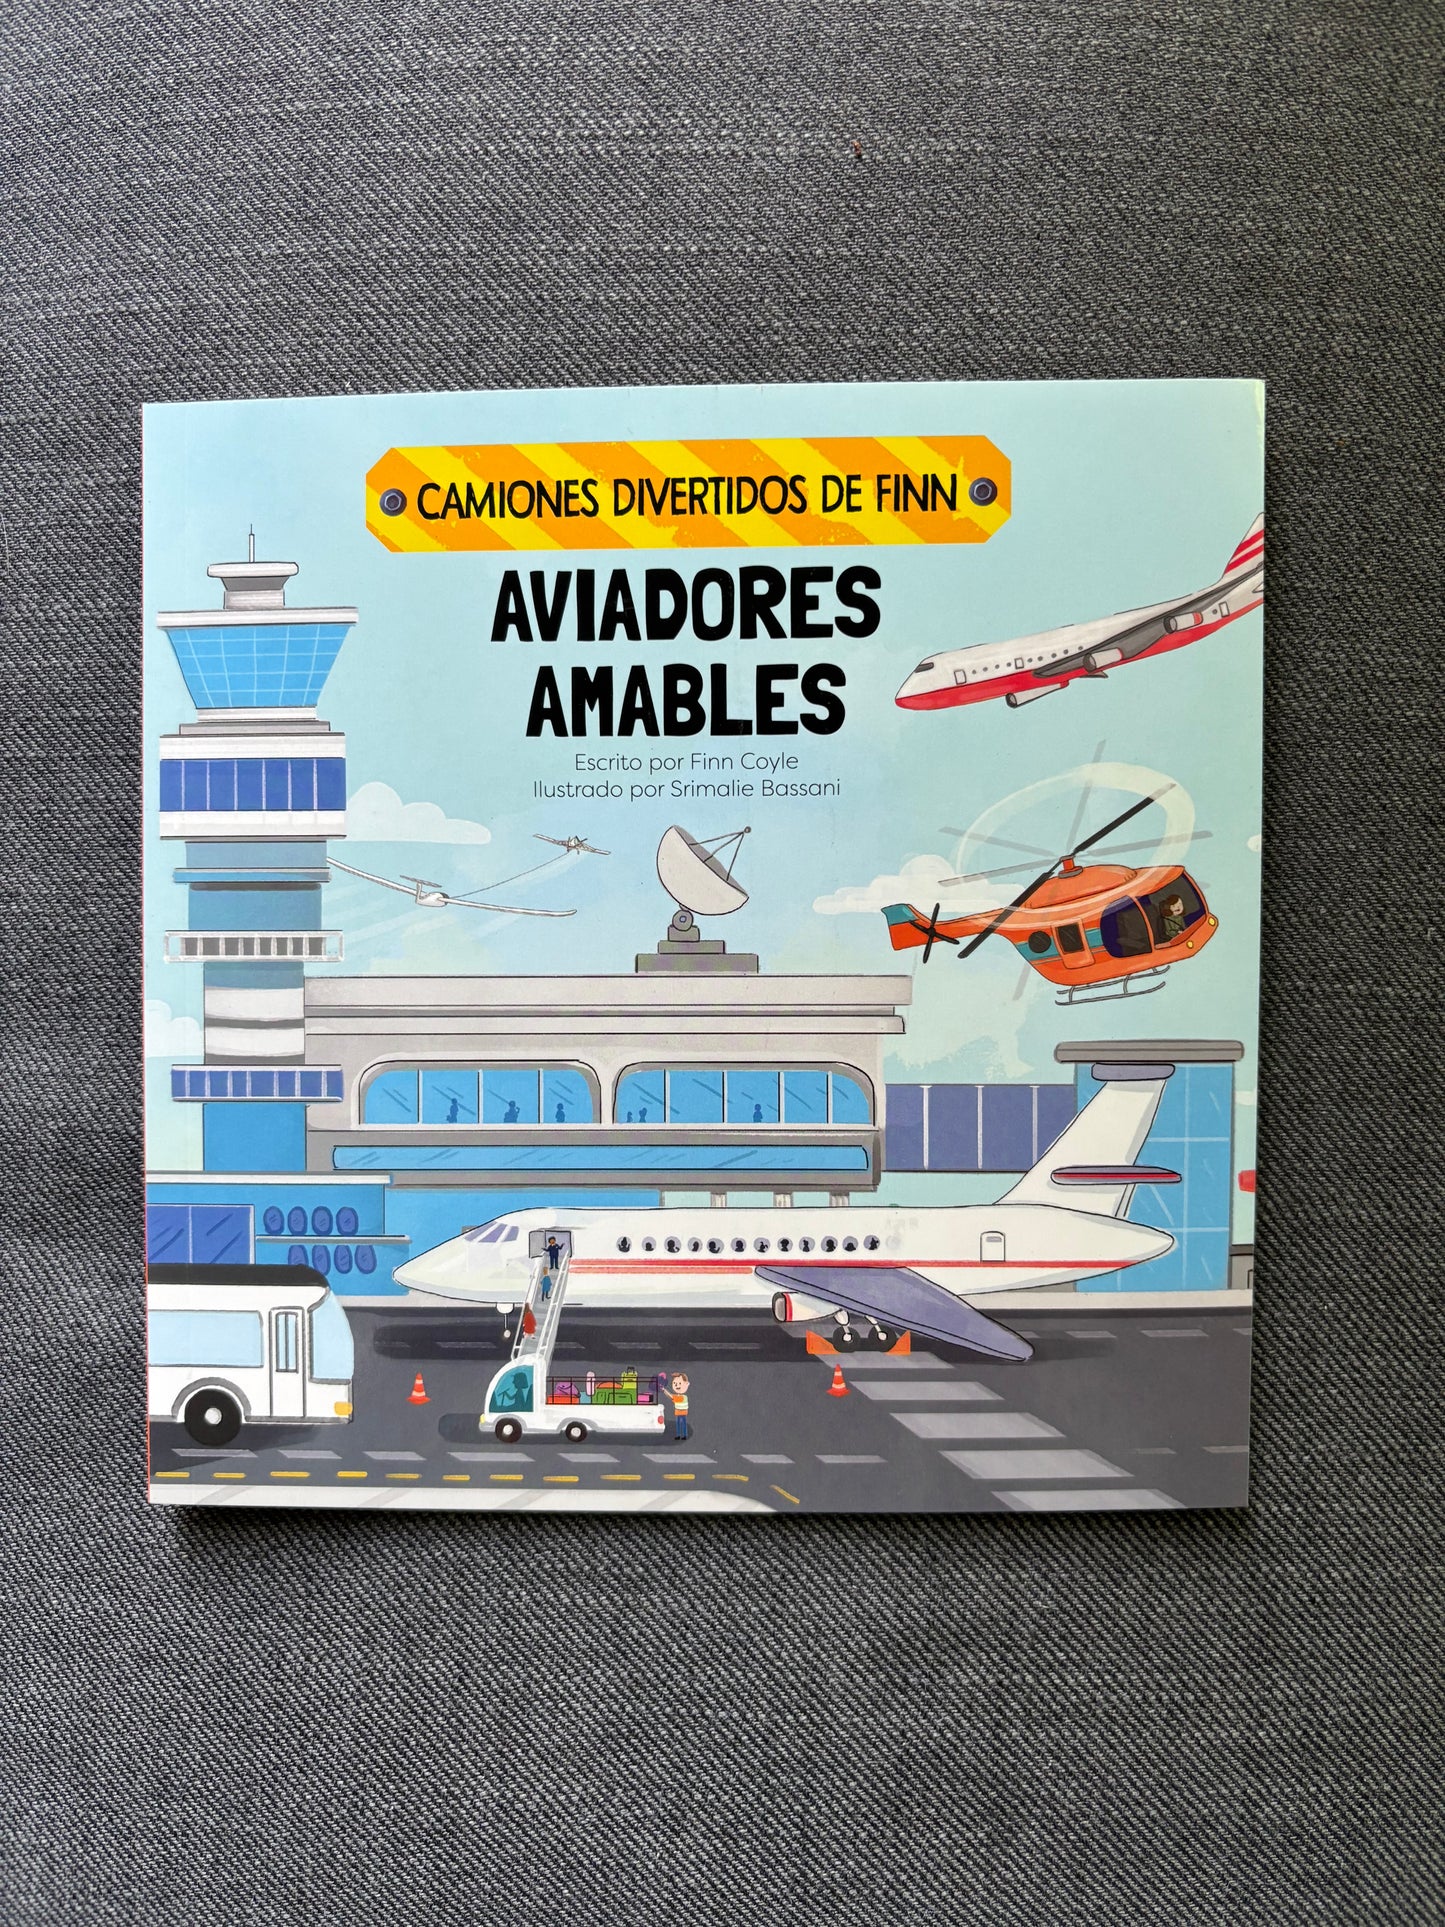 CAMIONES DIVERTIDOS DE FINN
AVIADORES
AMABLES
Escrito por Finn Coyle
Ilustrado por Srimalie Bassani